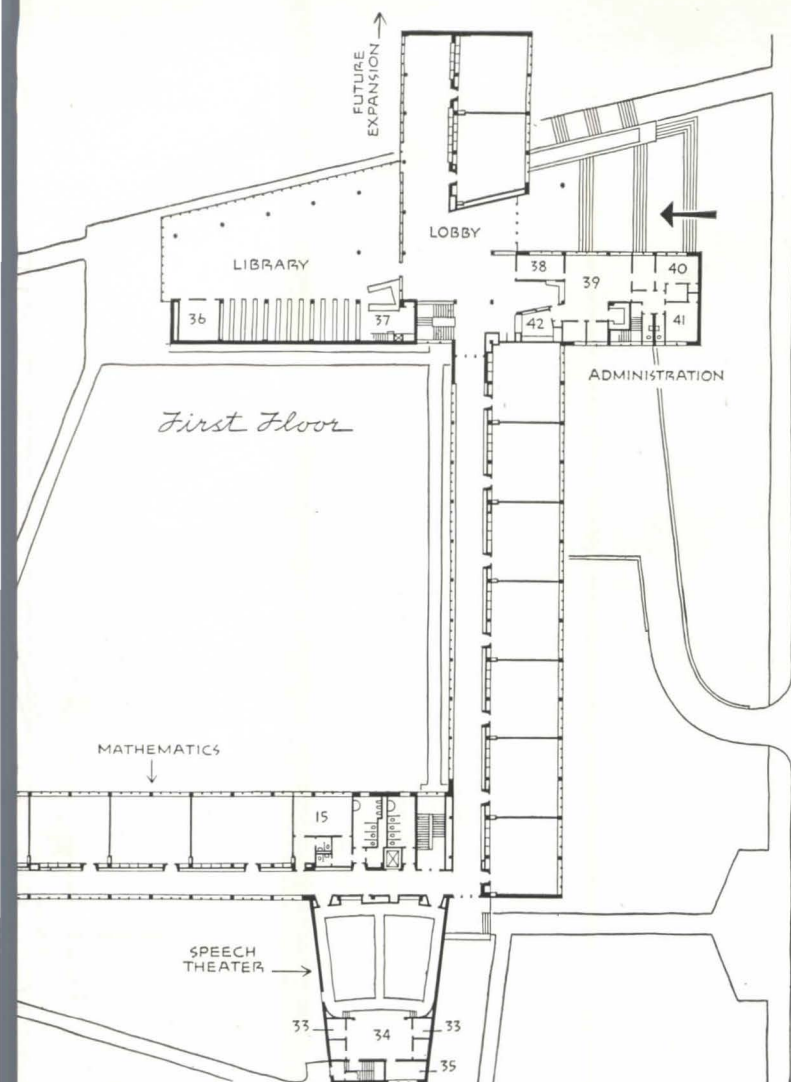 FUTURE
EXPANSION
LOBBY
LIBRARY
38
39
40
36
37
42
41
ADMINISTRATION
First Floor
MATHEMATICS
15
SPEECH
THEATER
33
34
33
35